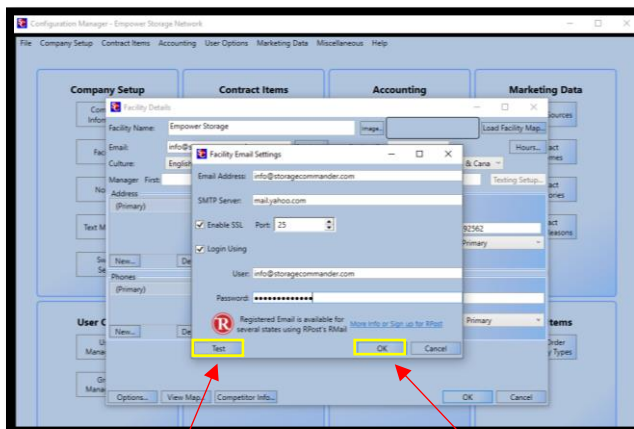 Configuration Manager - Empower Storage Network
File Company Setup Contract Items Accounting User Options Marketing Data Miscellaneous Help
Company Setup Contract Items Accounting Marketing Data
Facility Details
Facility Name: Empower Storage Image... Load Facility Map...
Email: Hours...
Culture: English & Cana
Manager First: Texting Setup...
Address
(Primary)
92562
Primary
New...
Phones
(Primary)
Primary
New...
Options... View Map... Competitor Info... OK Cancel
Facility Email Settings
Email Address: info@storagecommander.com
SMTP Server: mail.yahoo.com
Enable SSL Port: 25
Login Using
User: info@storagecommander.com
Password:
Registered Email is available for
several states using RPost's RMail
More Info or Sign up for RPost
Test OK Cancel